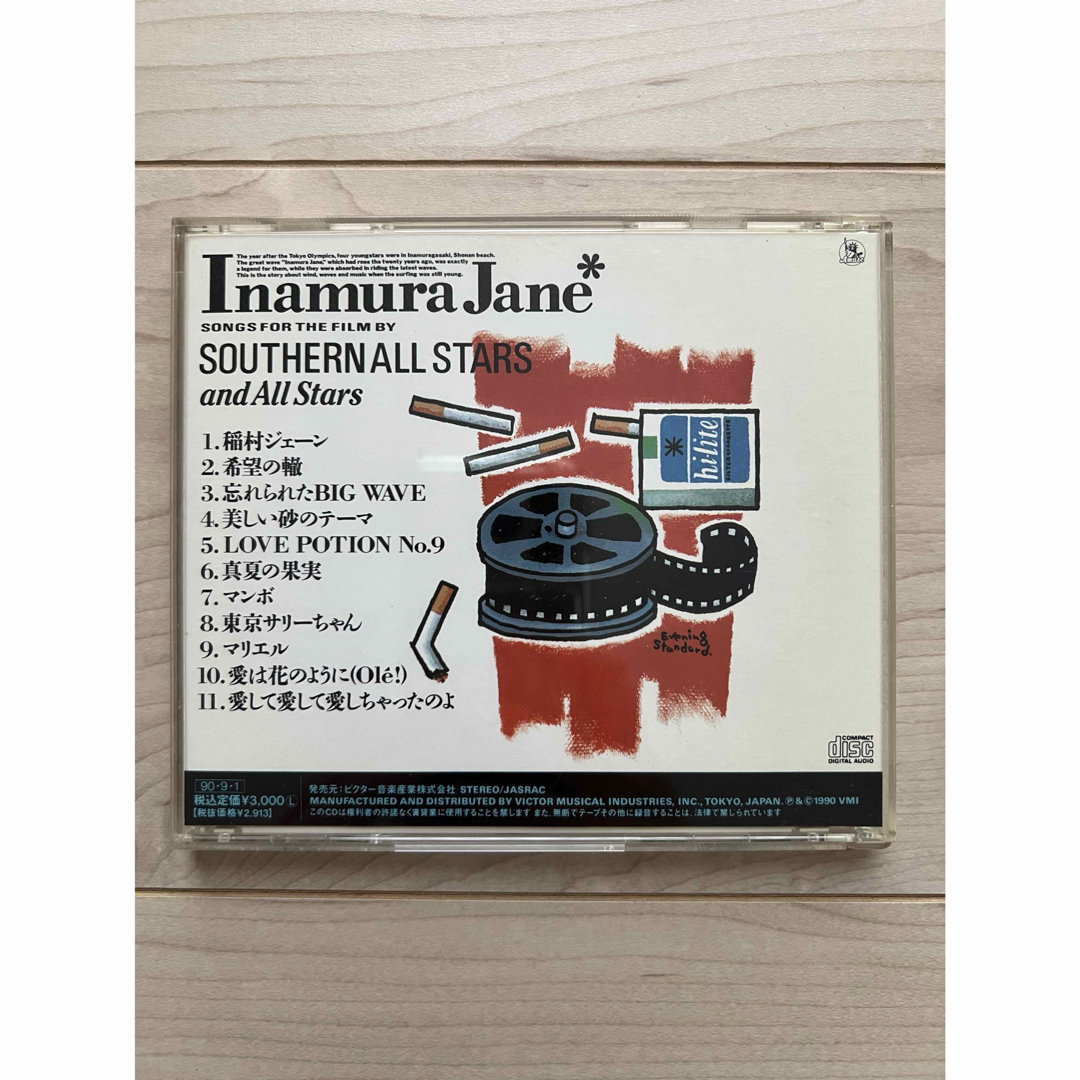 The year after the Tokyo Olympics, four youngstars were in Inamuragasaki, Shonan beach.
The great wave "Inamura Jane," which had rose the twenty years ago, was exactly
a legend for them, while they were absorbed in riding the latest waves.
This is the story about wind, waves and music when the surfing was still young.
Inamura Jane*
SONGS FOR THE FILM BY
SOUTHERN ALL STARS
and All Stars
1.稲村ジェーン
2.希望の轍
3.忘れられたBIG WAVE
4.美しい砂のテーマ
5.LOVE POTION No.9
6.真夏の果実
7.マンボ
8.東京サリーちゃん
9.マリエル
10.愛は花のように(Olé!)
11.愛して愛して愛しちゃったのよ
hi-lite
FILTER CIGARETTES
Evening
Standard.
COMPACT
disc
DIGITAL AUDIO
90・9・1
税込定価¥3,000 Ⓛ
[税抜価格¥2,913]
発売元:ビクター音楽産業株式会社 STEREO/JASRAC
MANUFACTURED AND DISTRIBUTED BY VICTOR MUSICAL INDUSTRIES, INC., TOKYO, JAPAN. Ⓟ&Ⓒ1990 VMI
このCDは権利者の許諾なく賃貸業に使用することを禁じます また、無断でテープその他に録音することは、法律で禁じられています